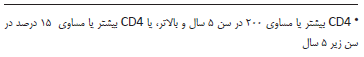 * CD4 بیشتر یا مساوی ۲۰۰ در سن ۵ سال و بالاتر، یا CD4 بیشتر یا مساوی ۱۵ درصد در
سن زیر ۵ سال